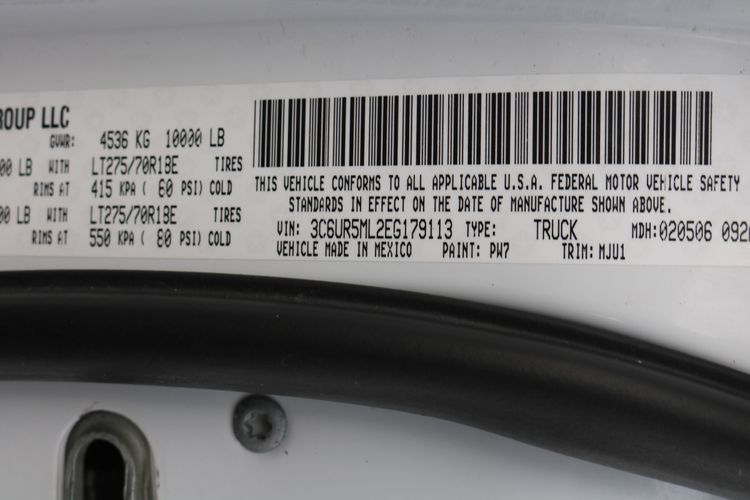 ROUP LLC
GVWR: 4536 KG 10000 LB
00 LB WITH LT275/70R18E TIRES
RIMS AT 415 KPA ( 60 PSI) COLD
00 LB WITH LT275/70R18E TIRES
RIMS AT 550 KPA ( 80 PSI) COLD
THIS VEHICLE CONFORMS TO ALL APPLICABLE U.S.A. FEDERAL MOTOR VEHICLE SAFETY
STANDARDS IN EFFECT ON THE DATE OF MANUFACTURE SHOWN ABOVE.
VIN: 3C6UR5ML2EG179113 TYPE: TRUCK MDH: 020506 092
VEHICLE MADE IN MEXICO PAINT: PW7 TRIM: MJU1